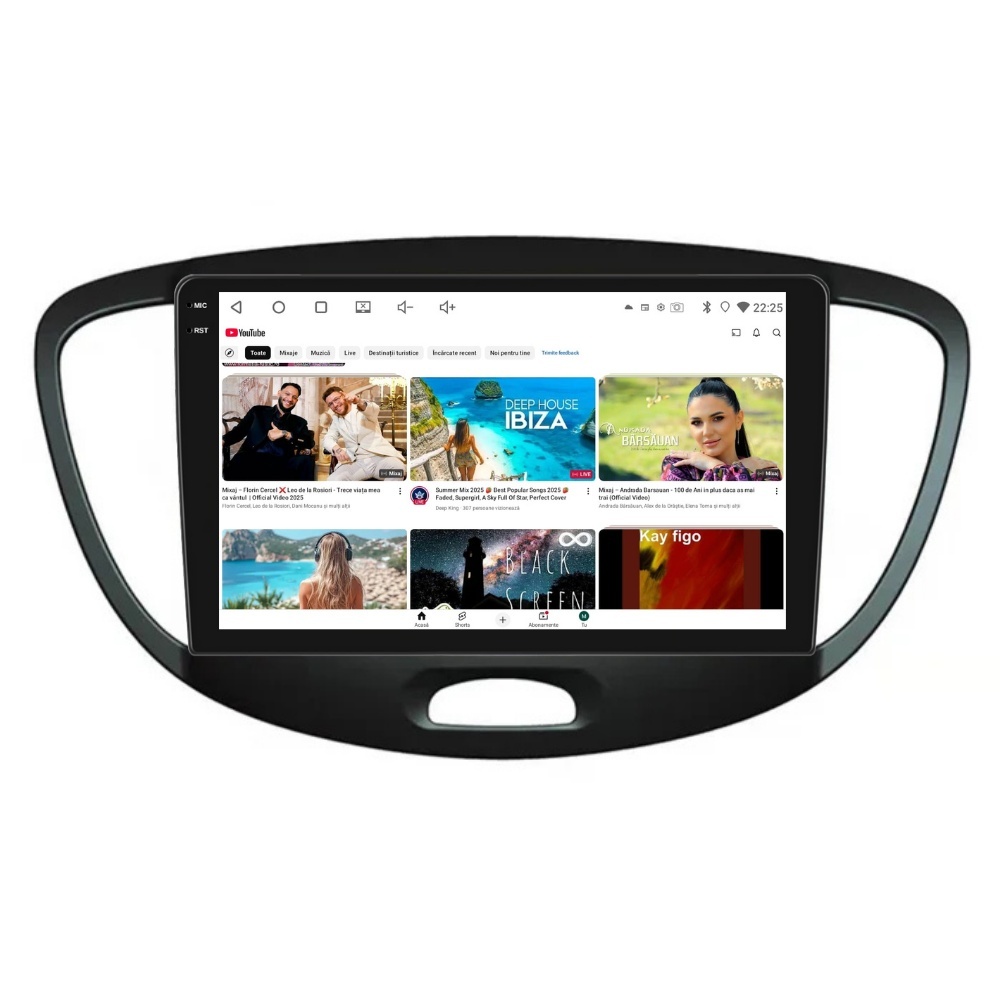 MIC
RST
22:25
YouTube
Toate
Mixaje
Muzică
Live
Destinații turistice
Încărcate recent
Noi pentru tine
Trimite feedback
Mixaj
DEEP HOUSE
IBIZA
LIVE
BÂRSĂUAN
Mixaj
Mixaj – Florin Cercel ❌ Leo de la Rosiori - Trece viața mea
ca vântul : Official Video 2025
Florin Cercel, Leo de la Rosiori, Dani Mocanu și mulți alții
LIVE
Summer Mix 2025 🍓 Best Popular Songs 2025 🍓
Faded, Supergirl, A Sky Full Of Star, Perfect Cover
Deep King · 307 persoane vizionează
Mixaj – Andrada Barsauan - 100 de Ani in plus daca as mai
trai (Official Video)
Andrada Bârsăuan, Alex de la Orăștie, Elena Toma și mulți alții
BLACK
SCREEN
Kay figo
Acasă
Shorts
Abonamente
M
Tu